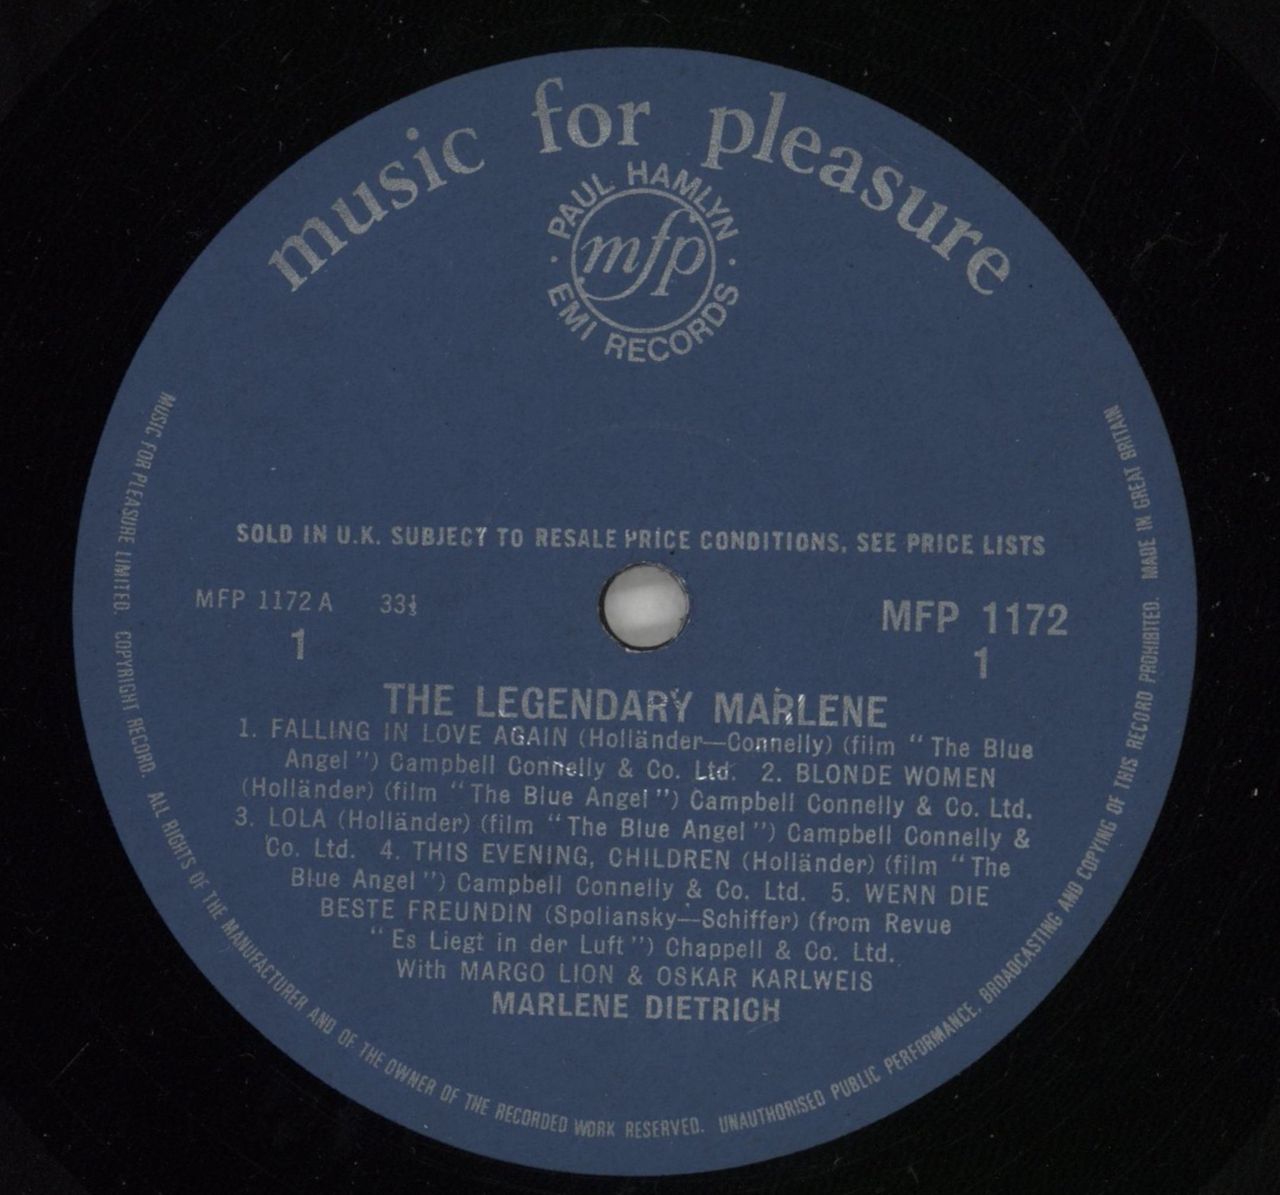 music for pleasure
PAUL HAMLYN
mfp
EMI RECORDS
SOLD IN U.K. SUBJECT TO RESALE PRICE CONDITIONS, SEE PRICE LISTS
MFP 1172 A 33⅓
1
MFP 1172
1
THE LEGENDARY MARLENE
1. FALLING IN LOVE AGAIN (Holländer—Connelly) (film "The Blue
Angel") Campbell Connelly & Co. Ltd. 2. BLONDE WOMEN
(Holländer) (film "The Blue Angel") Campbell Connelly & Co. Ltd.
3. LOLA (Holländer) (film "The Blue Angel") Campbell Connelly &
Co. Ltd. 4. THIS EVENING, CHILDREN (Holländer) (film "The
Blue Angel") Campbell Connelly & Co. Ltd. 5. WENN DIE
BESTE FREUNDIN (Spoliansky—Schiffer) (from Revue
"Es Liegt in der Luft") Chappell & Co. Ltd.
With MARGO LION & OSKAR KARLWEIS
MARLENE DIETRICH
MUSIC FOR PLEASURE LIMITED. COPYRIGHT RECORD. ALL RIGHTS OF THE MANUFACTURER AND OF THE OWNER OF THE RECORDED WORK RESERVED. UNAUTHORISED PUBLIC PERFORMANCE, BROADCASTING AND COPYING OF THIS RECORD PROHIBITED. MADE IN GREAT BRITAIN